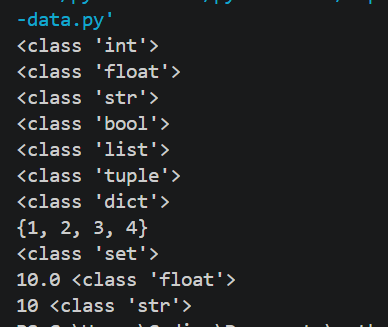 -data.py'
<class 'int'>
<class 'float'>
<class 'str'>
<class 'bool'>
<class 'list'>
<class 'tuple'>
<class 'dict'>
{1, 2, 3, 4}
<class 'set'>
10.0 <class 'float'>
10 <class 'str'>